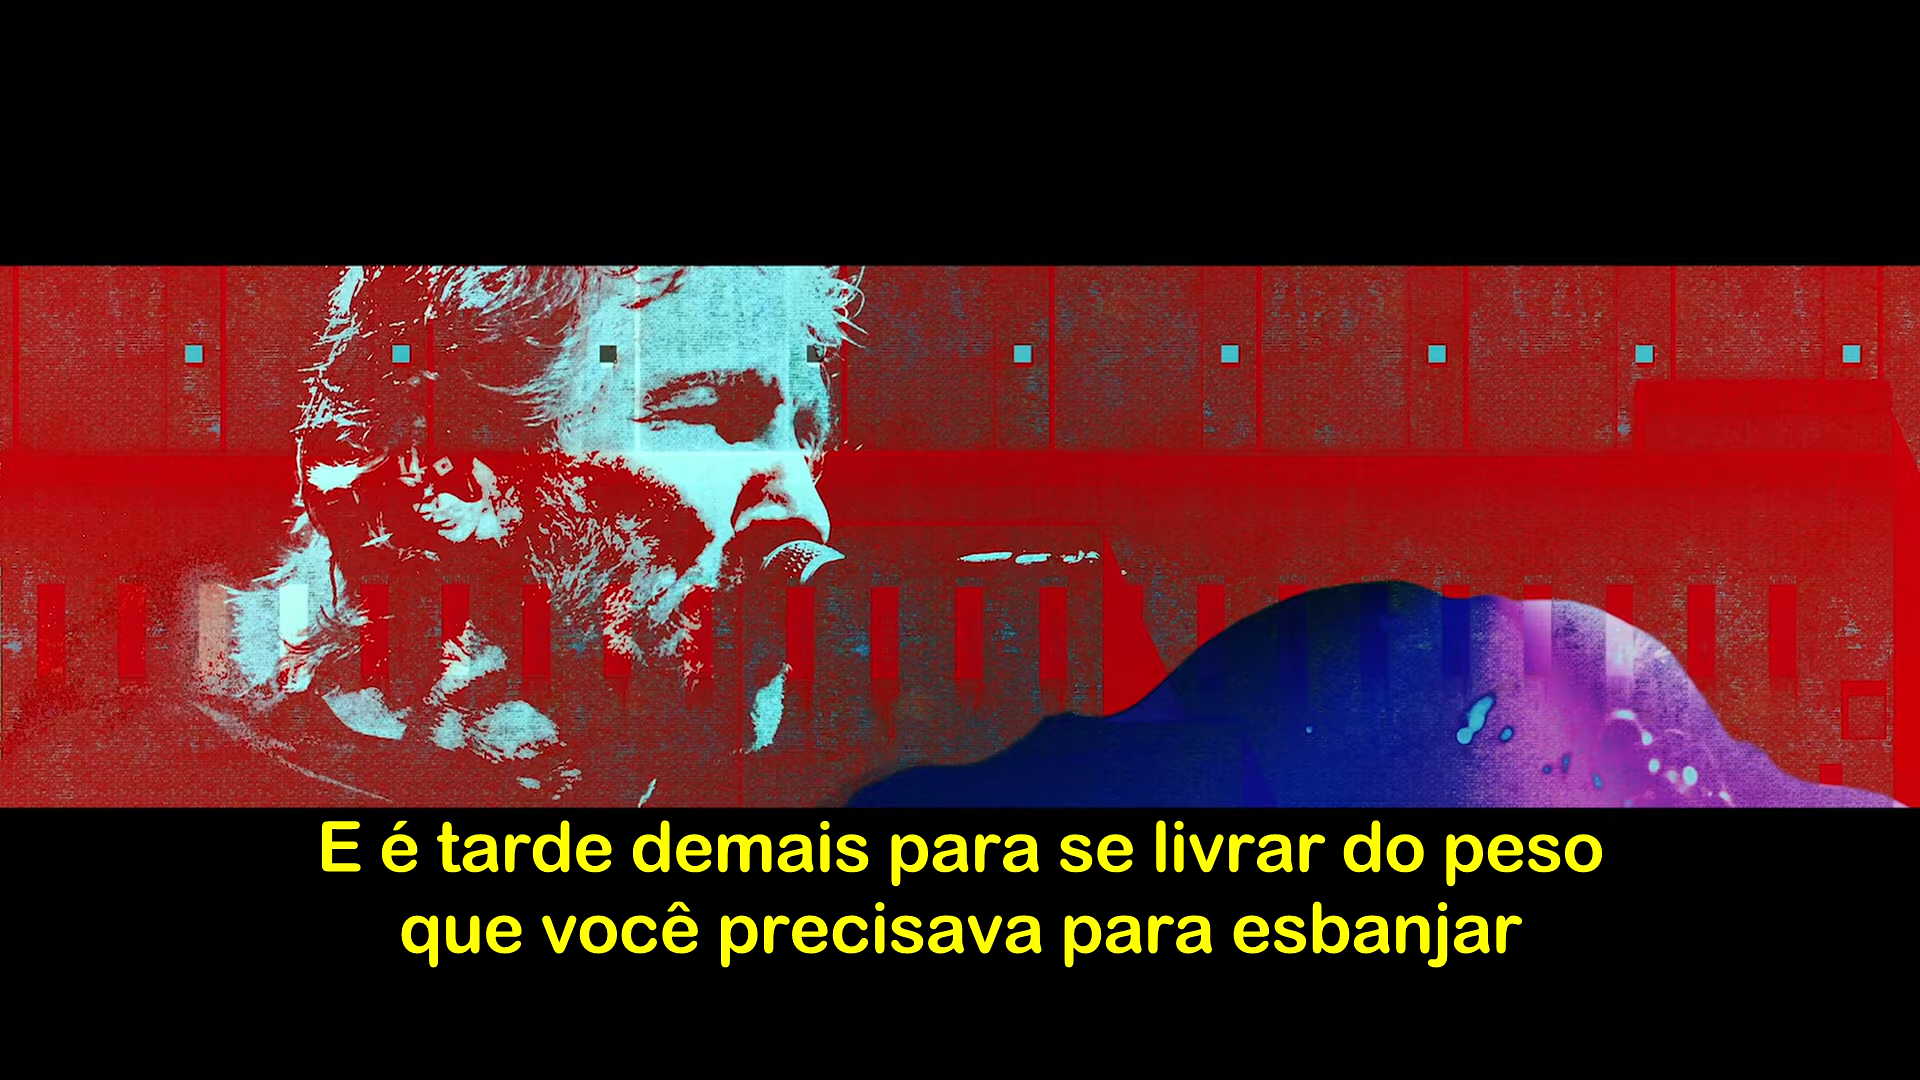 E é tarde demais para se livrar do peso
que você precisava para esbanjar